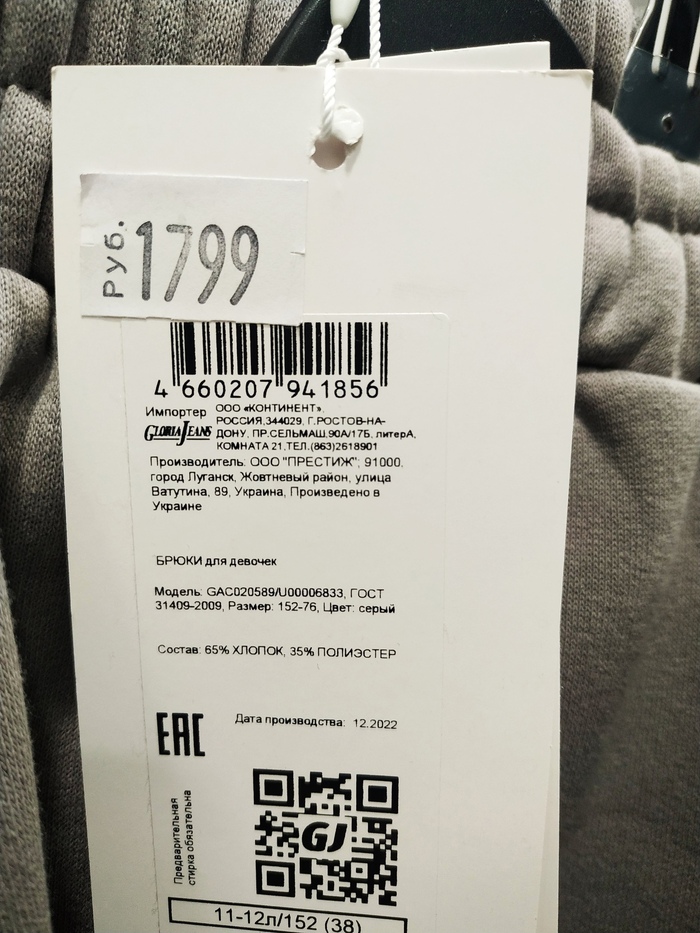 РУБ. 1799
4 660207 941856
Импортер
GLORIA JEANS
ООО «КОНТИНЕНТ»,
РОССИЯ,344029, Г.РОСТОВ-НА-
ДОНУ, ПР.СЕЛЬМАШ,90А/17Б, литерА,
КОМНАТА 21,ТЕЛ.(863)2618901
Производитель: ООО "ПРЕСТИЖ"; 91000.
город Луганск, Жовтневый район, улица
Ватутина, 89, Украина, Произведено в
Украине
БРЮКИ для девочек
Модель: GAC020589/U00006833, ГОСТ
31409-2009, Размер: 152-76, Цвет: серый
Состав: 65% ХЛОПОК, 35% ПОЛИЭСТЕР
EAC
Дата производства: 12.2022
Предварительная
стирка обязательна
GJ
11-12л/152 (38)